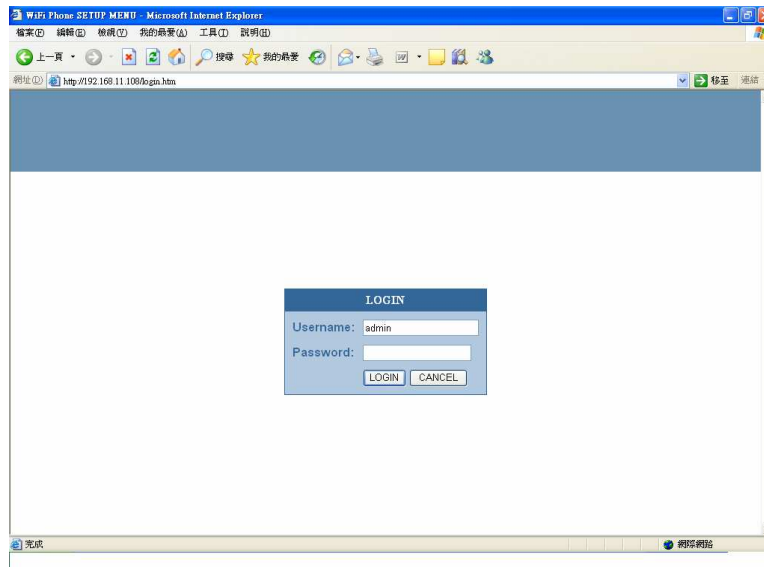 WiFi Phone SETUP MENU - Microsoft Internet Explorer
檔案(F) 編輯(E) 檢視(V) 我的最愛(A) 工具(T) 說明(H)
上一頁 搜尋 我的最愛
網址(D) http://192.168.11.108/login.htm 移至 連結
LOGIN
Username: admin
Password:
LOGIN CANCEL
完成 網際網路